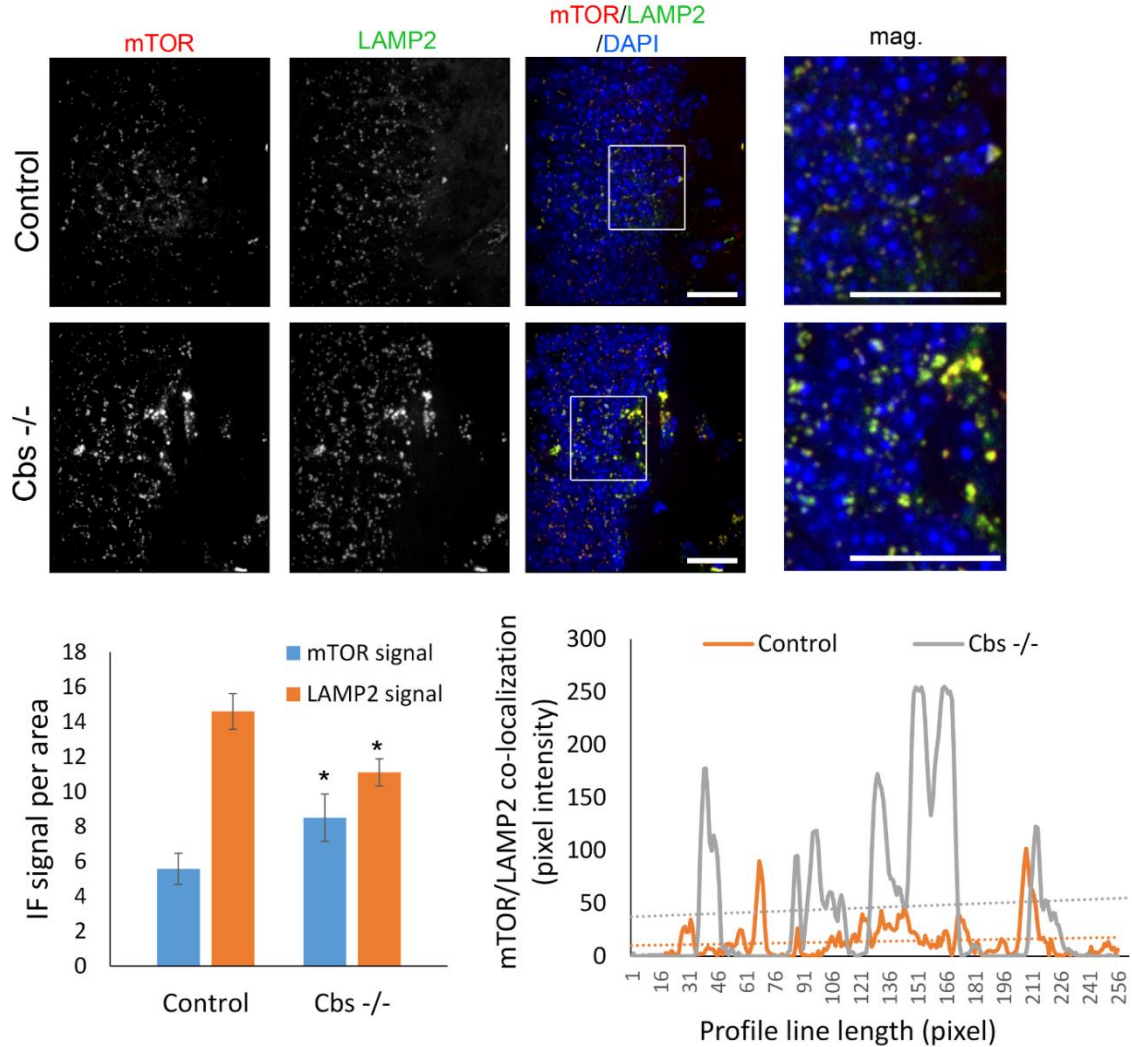 mTOR
LAMP2
mTOR/LAMP2
/DAPI
mag.
Control
Cbs -/-
18
16
14
12
10
8
6
4
2
0
IF signal per area
mTOR signal
LAMP2 signal
*
*
Control
Cbs -/-
300
250
200
150
100
50
0
mTOR/LAMP2 co-localization
(pixel intensity)
Control
Cbs -/-
1
16
31
46
61
76
91
106
121
136
151
166
181
196
211
226
241
256
Profile line length (pixel)